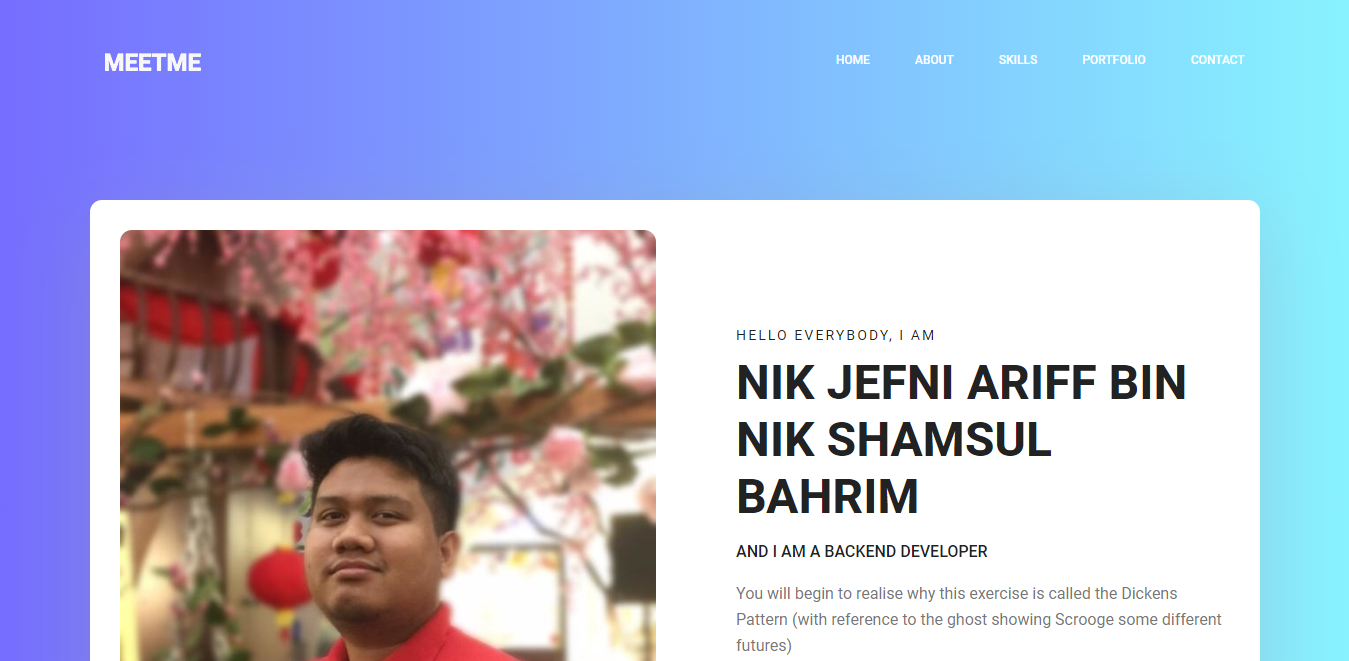 MEETME
HOME ABOUT SKILLS PORTFOLIO CONTACT
HELLO EVERYBODY, I AM
NIK JEFNI ARIFF BIN
NIK SHAMSUL
BAHRIM
AND I AM A BACKEND DEVELOPER
You will begin to realise why this exercise is called the Dickens
Pattern (with reference to the ghost showing Scrooge some different
futures)